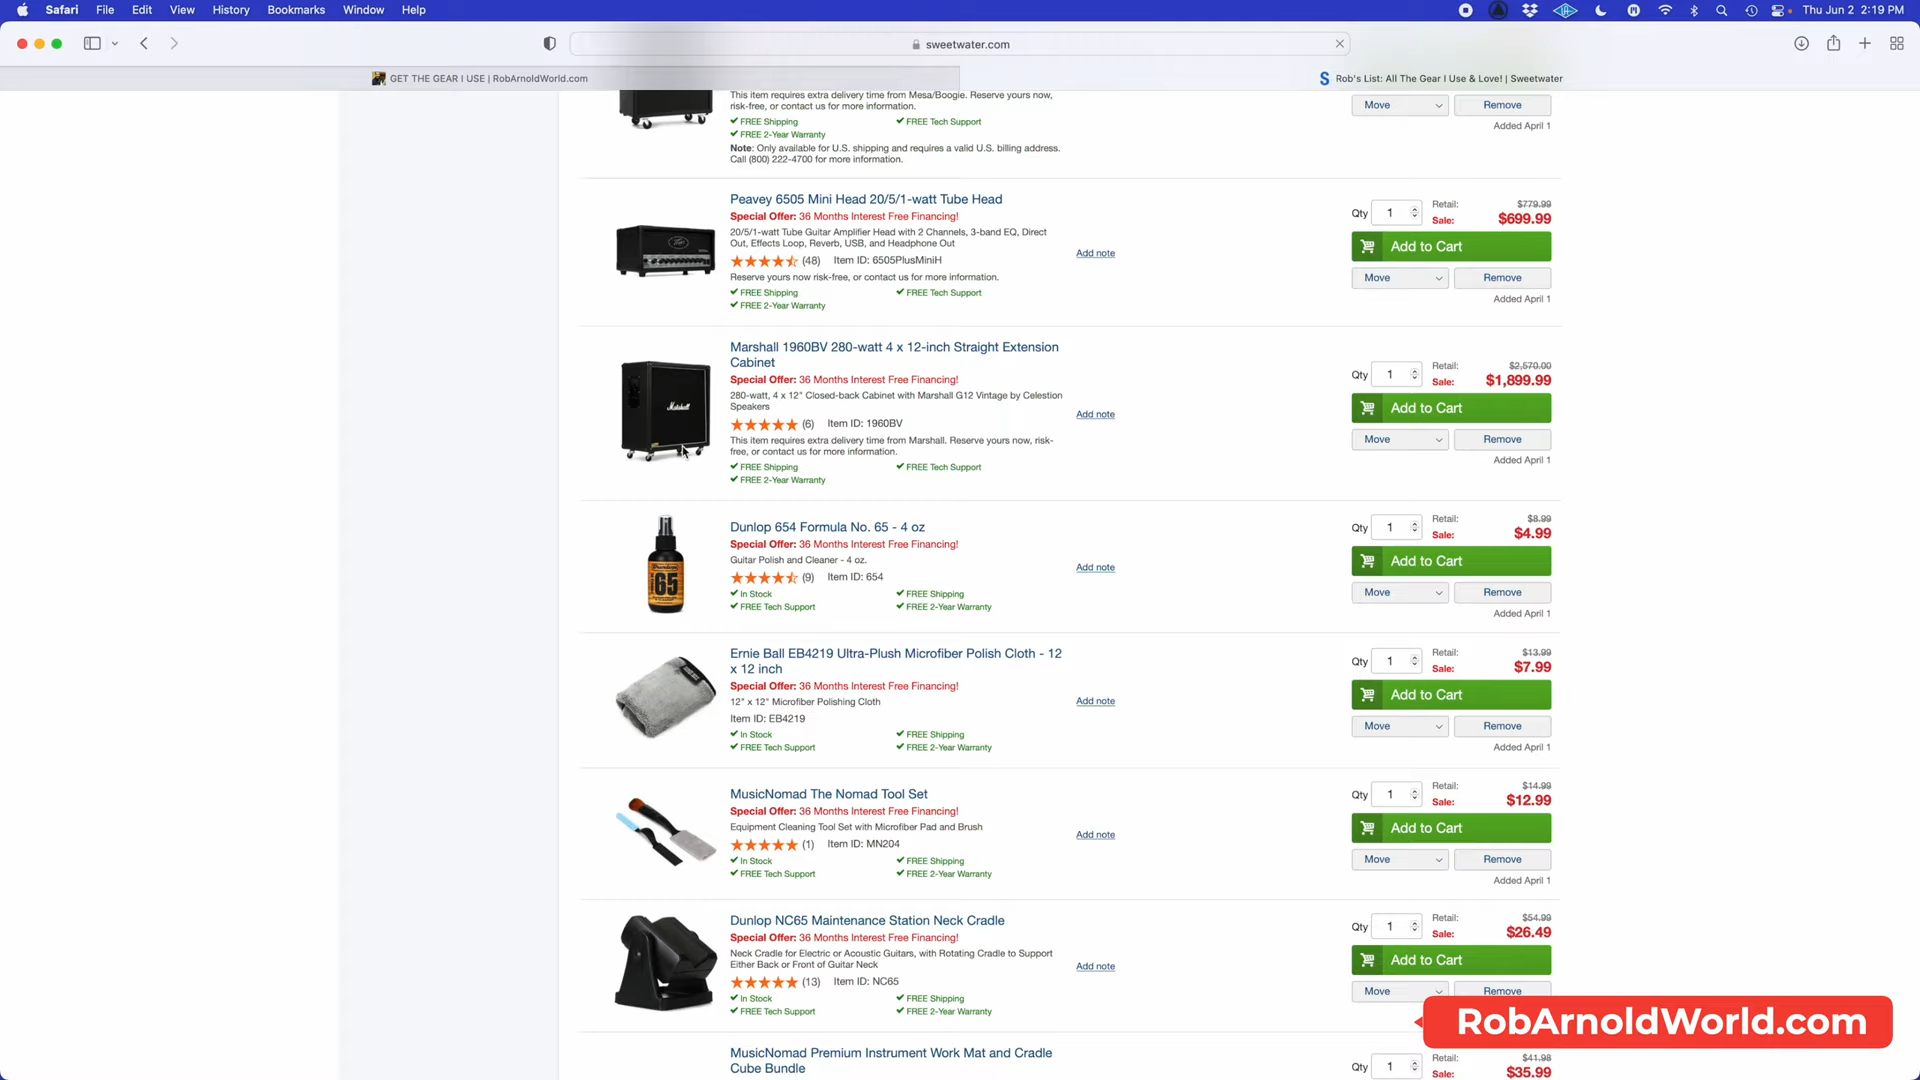 Safari File Edit View History Bookmarks Window Help
Thu Jun 2 2:19 PM
sweetwater.com
GET THE GEAR I USE | RobArnoldWorld.com
Rob's List: All The Gear I Use & Love! | Sweetwater
This item requires extra delivery time from Mesa/Boogie. Reserve yours now,
risk-free, or contact us for more information.
FREE Shipping FREE Tech Support
FREE 2-Year Warranty
Note: Only available for U.S. shipping and requires a valid U.S. billing address.
Call (800) 222-4700 for more information.
Move Remove
Added April 1
Peavey 6505 Mini Head 20/5/1-watt Tube Head
Special Offer: 36 Months Interest Free Financing!
20/5/1-watt Tube Guitar Amplifier Head with 2 Channels, 3-band EQ, Direct
Out, Effects Loop, Reverb, USB, and Headphone Out
(48) Item ID: 6505PlusMiniH
Reserve yours now risk-free, or contact us for more information.
FREE Shipping FREE Tech Support
FREE 2-Year Warranty
Add note
Qty 1 Retail: $779.99
Sale: $699.99
Add to Cart
Move Remove
Added April 1
Marshall 1960BV 280-watt 4 x 12-inch Straight Extension
Cabinet
Special Offer: 36 Months Interest Free Financing!
280-watt, 4 x 12" Closed-back Cabinet with Marshall G12 Vintage by Celestion
Speakers
(6) Item ID: 1960BV
This item requires extra delivery time from Marshall. Reserve yours now, risk-
free, or contact us for more information.
FREE Shipping FREE Tech Support
FREE 2-Year Warranty
Marshall
Add note
Qty 1 Retail: $2,570.00
Sale: $1,899.99
Add to Cart
Move Remove
Added April 1
Dunlop 654 Formula No. 65 - 4 oz
Special Offer: 36 Months Interest Free Financing!
Guitar Polish and Cleaner - 4 oz.
(9) Item ID: 654
In Stock FREE Shipping
FREE Tech Support FREE 2-Year Warranty
65
Add note
Qty 1 Retail: $8.99
Sale: $4.99
Add to Cart
Move Remove
Added April 1
Ernie Ball EB4219 Ultra-Plush Microfiber Polish Cloth - 12
x 12 inch
Special Offer: 36 Months Interest Free Financing!
12" x 12" Microfiber Polishing Cloth
Item ID: EB4219
In Stock FREE Shipping
FREE Tech Support FREE 2-Year Warranty
Add note
Qty 1 Retail: $13.99
Sale: $7.99
Add to Cart
Move Remove
Added April 1
MusicNomad The Nomad Tool Set
Special Offer: 36 Months Interest Free Financing!
Equipment Cleaning Tool Set with Microfiber Pad and Brush
(1) Item ID: MN204
In Stock FREE Shipping
FREE Tech Support FREE 2-Year Warranty
Add note
Qty 1 Retail: $14.99
Sale: $12.99
Add to Cart
Move Remove
Added April 1
Dunlop NC65 Maintenance Station Neck Cradle
Special Offer: 36 Months Interest Free Financing!
Neck Cradle for Electric or Acoustic Guitars, with Rotating Cradle to Support
Either Back or Front of Guitar Neck
(13) Item ID: NC65
In Stock FREE Shipping
FREE Tech Support FREE 2-Year Warranty
Add note
Qty 1 Retail: $54.99
Sale: $26.49
Add to Cart
Move Remove
RobArnoldWorld.com
MusicNomad Premium Instrument Work Mat and Cradle
Cube Bundle
Qty 1 Retail: $41.98
Sale: $35.99